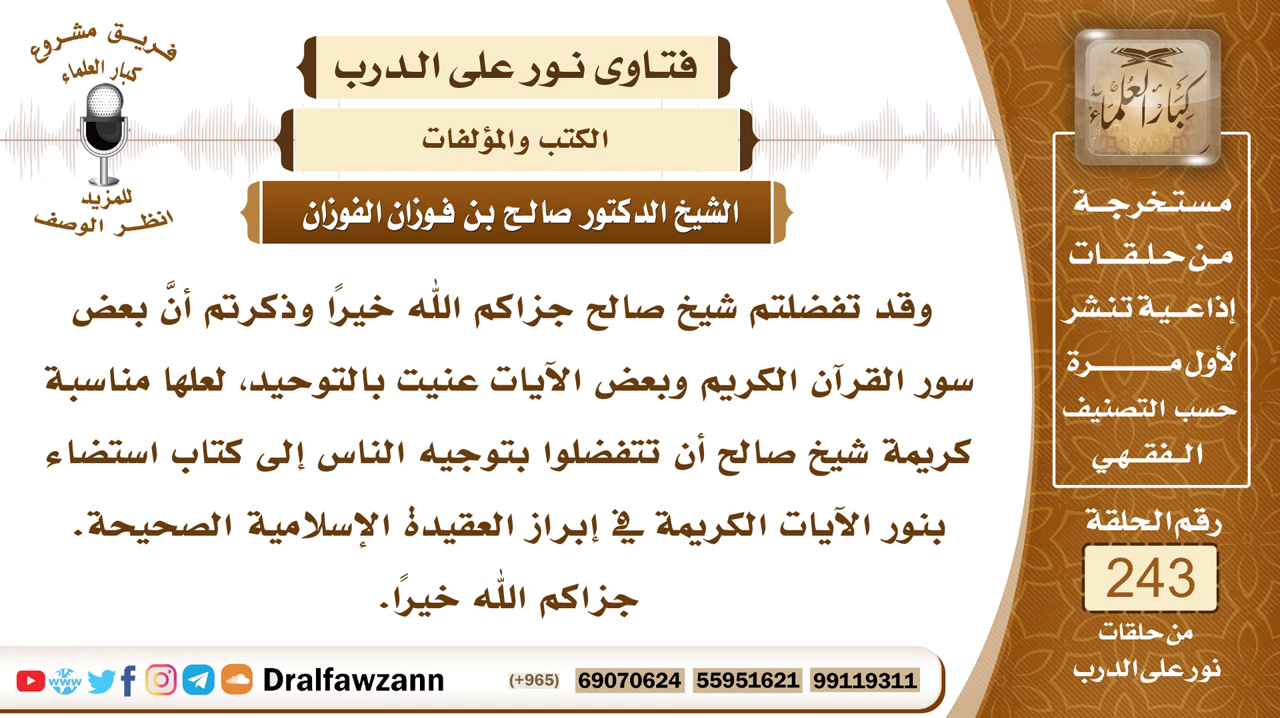 فريق مشروع
كبار العلماء
للمزيد
انظر الوصف
فتاوى نور على الدرب
الكتب والمؤلفات
الشيخ الدكتور صالح بن فوزان الفوزان
وقد تفضلتم شيخ صالح جزاكم الله خيرًا وذكرتم أنَّ بعض
سور القرآن الكريم وبعض الآيات عنيت بالتوحيد، لعلها مناسبة
كريمة شيخ صالح أن تتفضلوا بتوجيه الناس إلى كتاب استضاء
بنور الآيات الكريمة في إبراز العقيدة الإسلامية الصحيحة.
جزاكم الله خيرًا.
كبار العلماء
مستخرجة
من حلقات
إذاعية تنشر
لأول مرة
حسب التصنيف
الفقهي
رقم الحلقة
243
من حلقات
نور على الدرب
www Dralfawzann (+965) 69070624 55951621 99119311